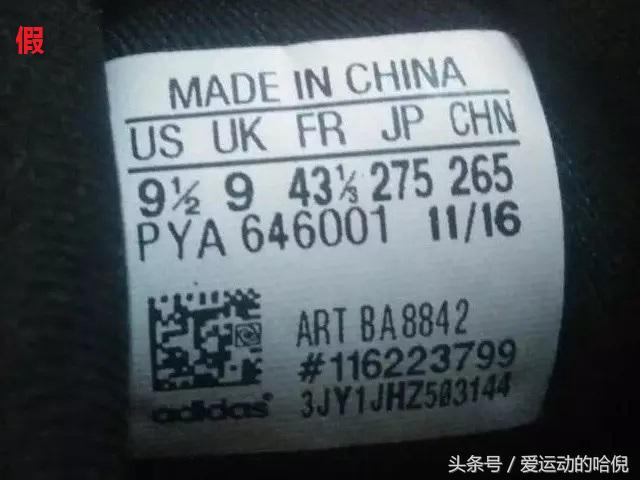 假
MADE IN CHINA
US UK FR JP CHN
9½ 9 43⅓ 275 265
PYA 646001 11/16
ART BA8842
#116223799
3JY1JHZ503144
adidas
头条号 / 爱运动的哈倪